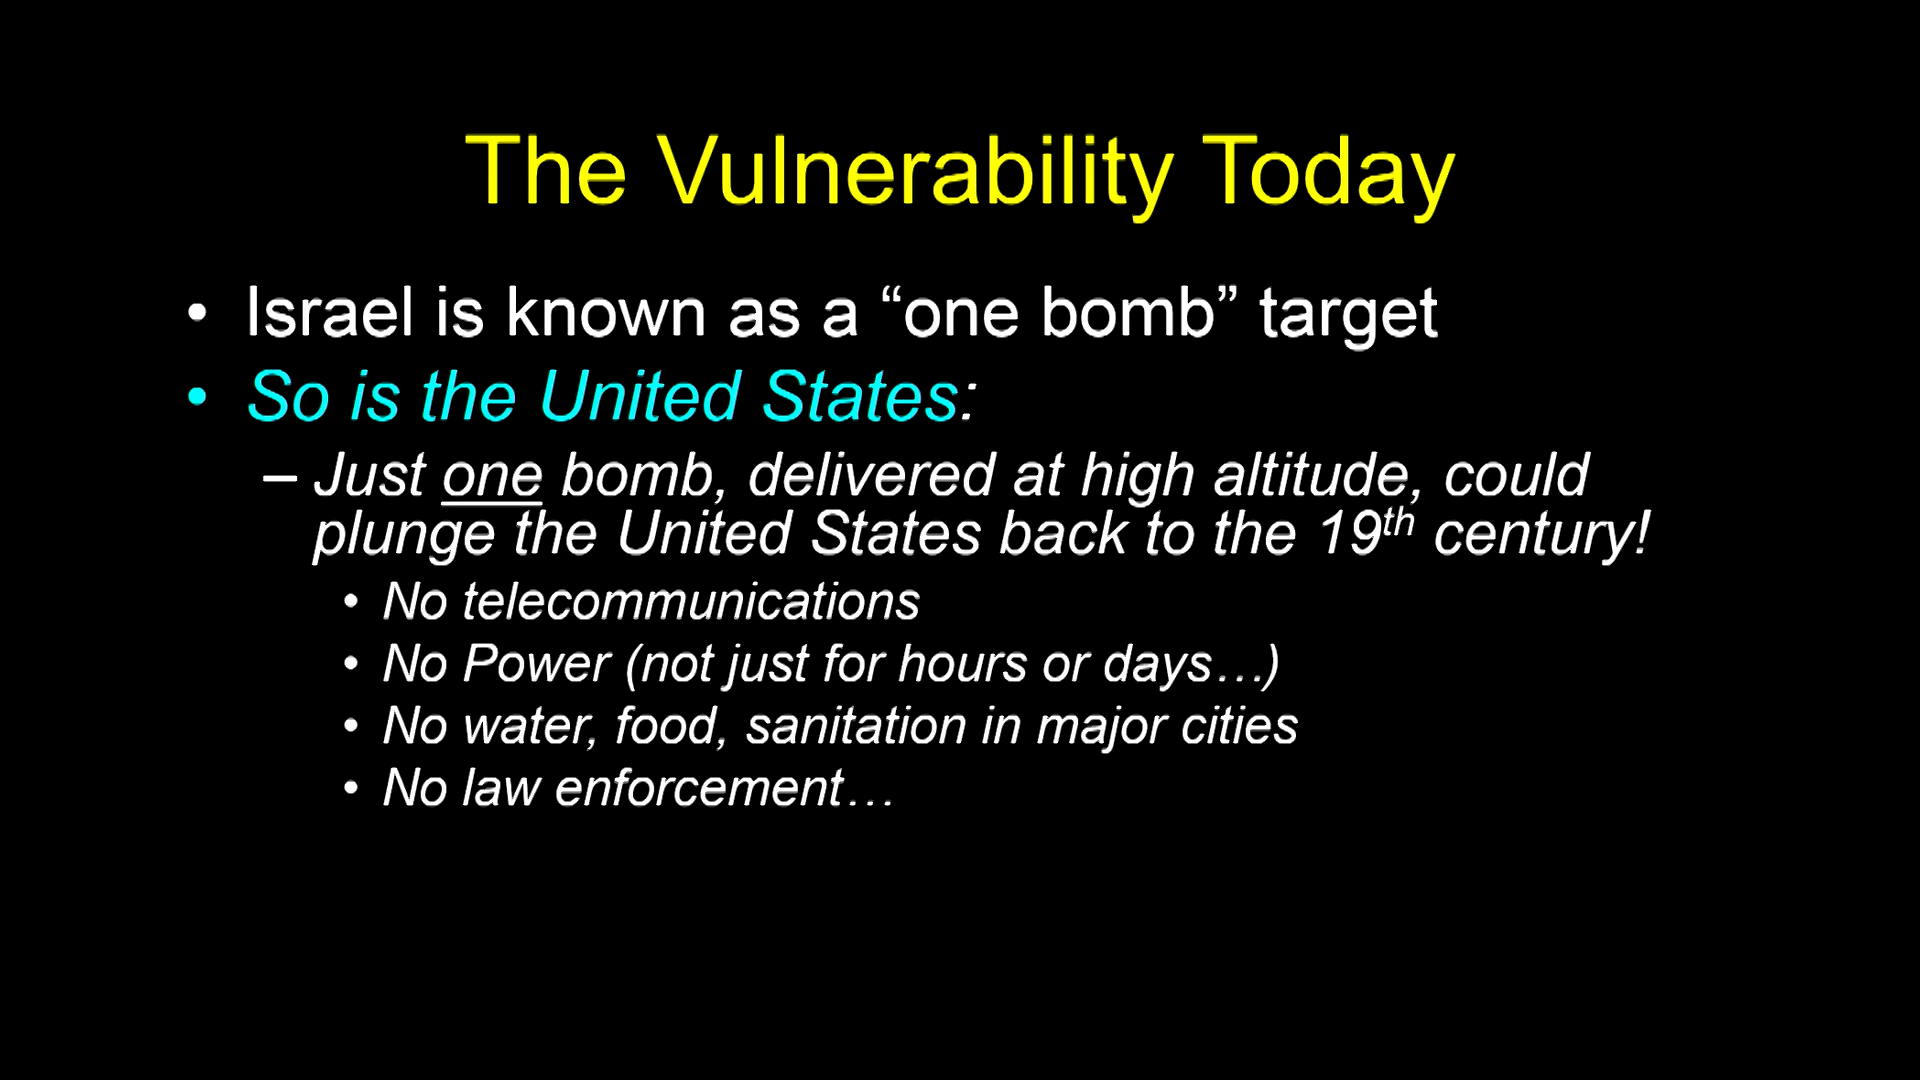 The Vulnerability Today
• Israel is known as a “one bomb” target
• So is the United States:
– Just one bomb, delivered at high altitude, could
plunge the United States back to the 19th century!
• No telecommunications
• No Power (not just for hours or days…)
• No water, food, sanitation in major cities
• No law enforcement…